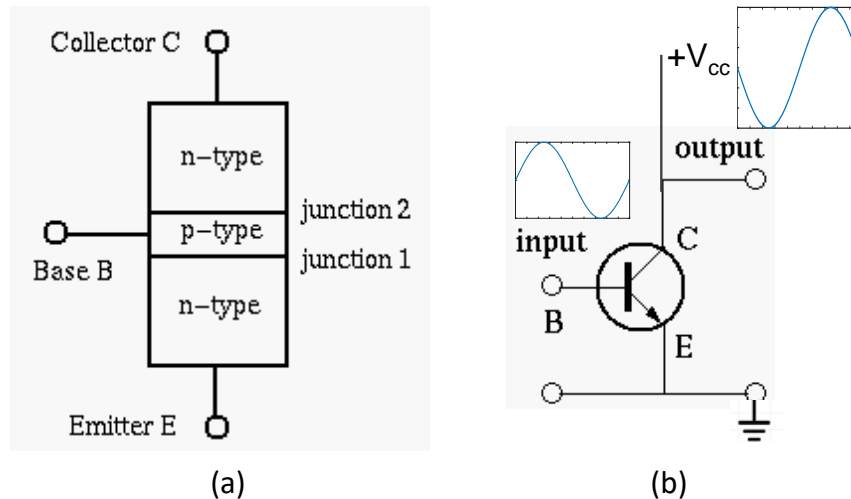 Collector C
n-type
junction 2
p-type
junction 1
Base B
n-type
Emitter E
(a)
+Vcc
output
input
C
B
E
(b)